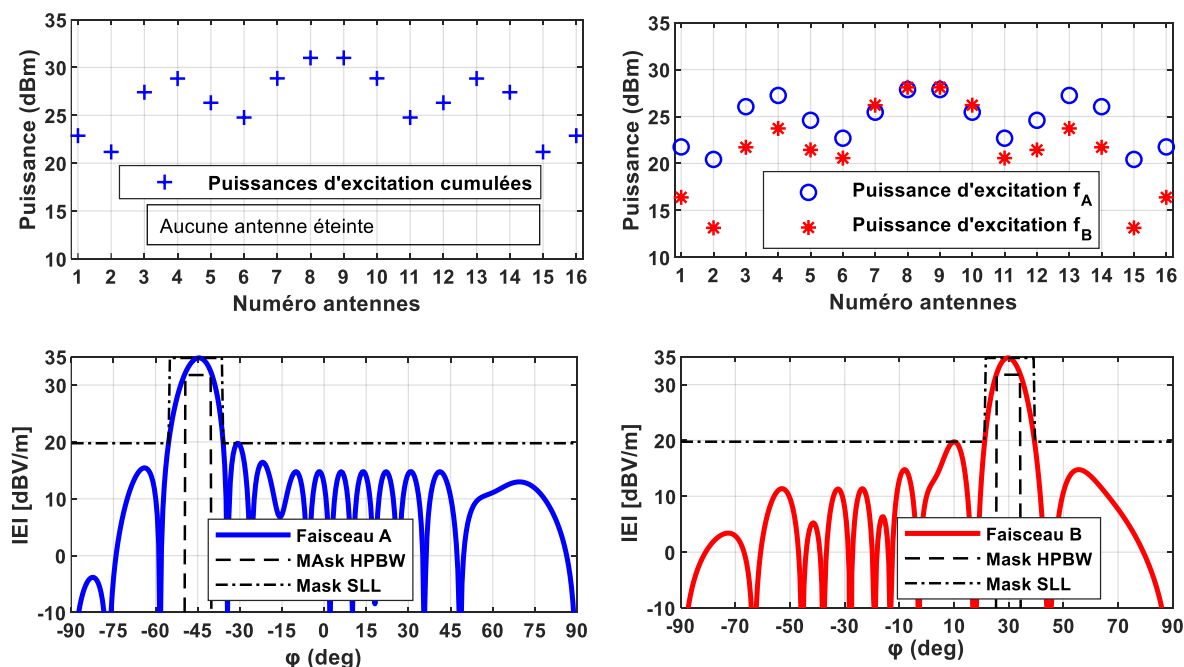 35
30
25
20
15
10
Puissance (dBm)
Puissances d'excitation cumulées
Aucune antenne éteinte
1 2 3 4 5 6 7 8 9 10 11 12 13 14 15 16
Numéro antennes
35
30
25
20
15
10
Puissance (dBm)
Puissance d'excitation f_A
Puissance d'excitation f_B
1 2 3 4 5 6 7 8 9 10 11 12 13 14 15 16
Numéro antennes
35
30
20
10
0
-10
IEI [dBV/m]
Faisceau A
MAsk HPBW
Mask SLL
-90 -75 -60 -45 -30 -15 0 15 30 45 60 75 90
φ (deg)
35
30
20
10
0
-10
IEI [dBV/m]
Faisceau B
Mask HPBW
Mask SLL
-90 -70 -50 -30 -10 10 30 50 70 90
φ (deg)